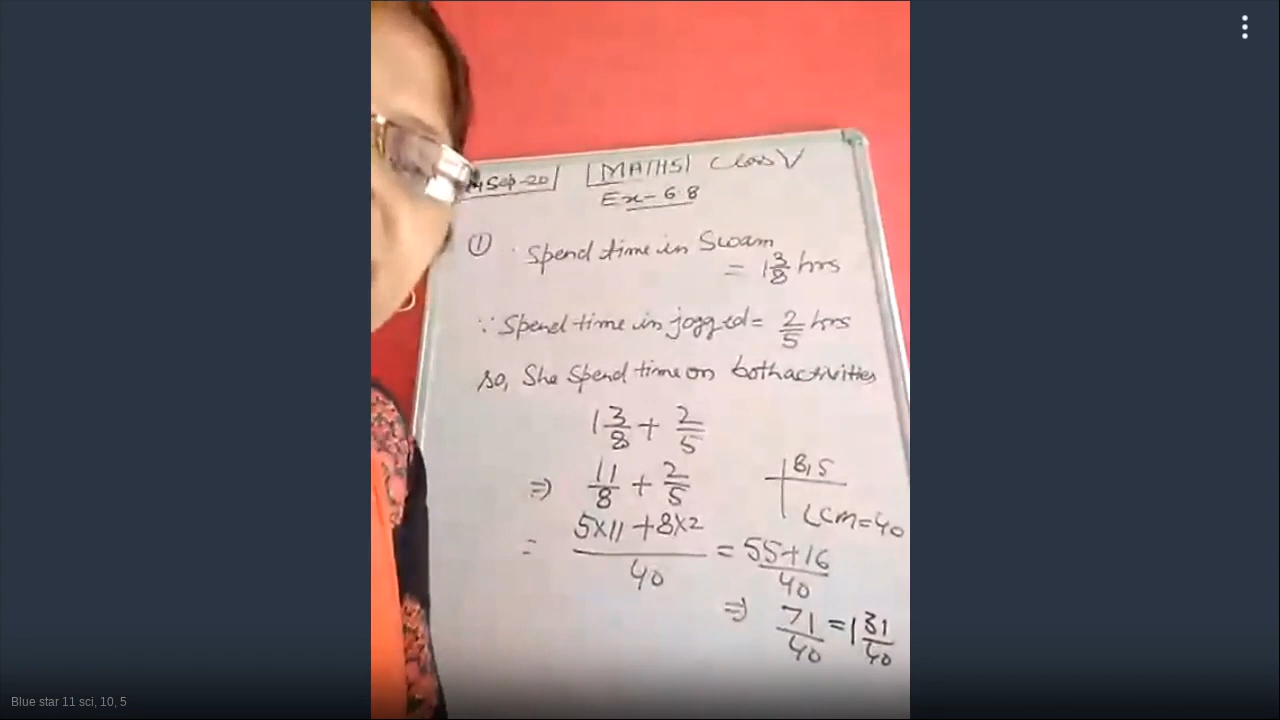 14 Sep-20 MATHS Class V
Ex-6.8
① Spend time in Swam
= 1 3/8 hrs
∵ Spend time in jogged = 2/5 hrs
so, She Spend time on both activities
1 3/8 + 2/5
⇒ 11/8 + 2/5
8,5
LCM=40
= 5×11+8×2/40 = 55+16/40
⇒ 71/40 = 1 31/40
Blue star 11 sci, 10, 5